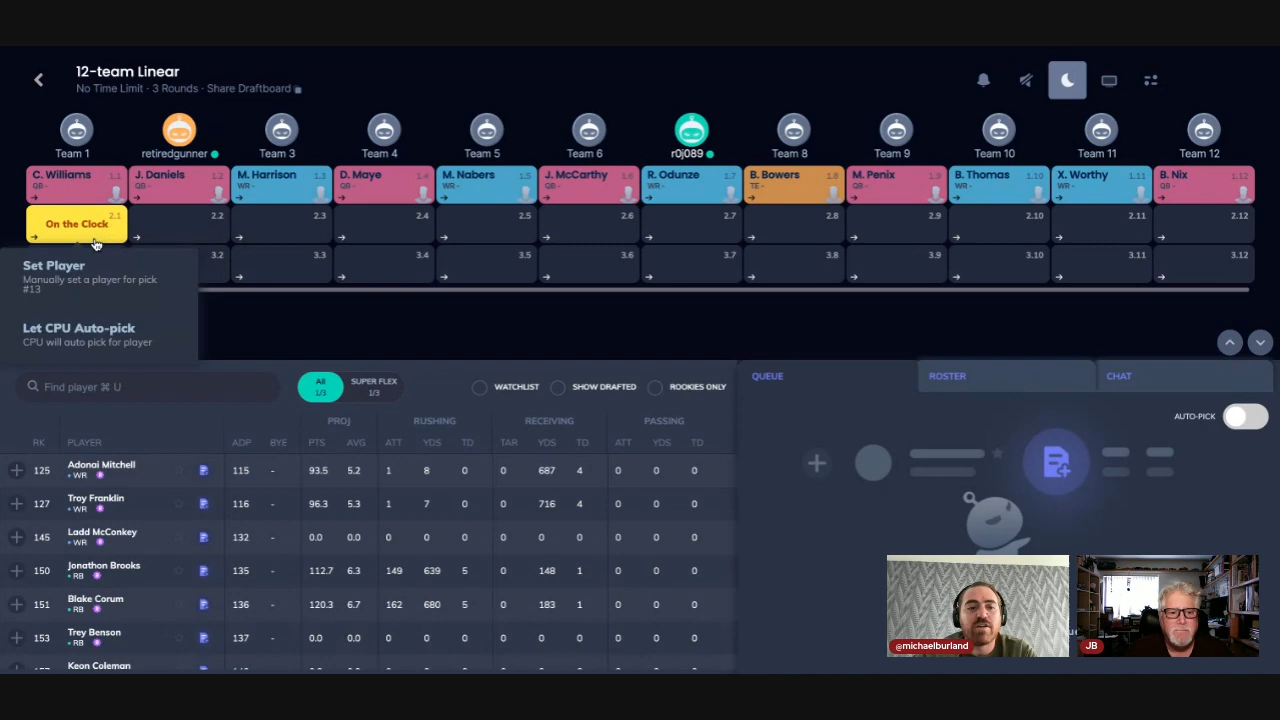 12-team Linear
No Time Limit · 3 Rounds · Share Draftboard
Team 1
retiredgunner
Team 3
Team 4
Team 5
Team 6
r0j089
Team 8
Team 9
Team 10
Team 11
Team 12
C. Williams 1.1
QB -
J. Daniels 1.2
QB -
M. Harrison 1.3
WR -
D. Maye 1.4
QB -
M. Nabers 1.5
WR -
J. McCarthy 1.6
QB -
R. Odunze 1.7
WR -
B. Bowers 1.8
TE -
M. Penix 1.9
QB -
B. Thomas 1.10
WR -
X. Worthy 1.11
WR -
B. Nix 1.12
QB -
2.1
On the Clock
2.2
2.3
2.4
2.5
2.6
2.7
2.8
2.9
2.10
2.11
2.12
3.2
3.3
3.4
3.5
3.6
3.7
3.8
3.9
3.10
3.11
3.12
Set Player
Manually set a player for pick
#13
Let CPU Auto-pick
CPU will auto pick for player
Find player ⌘ U
All
1/3
SUPER FLEX
1/3
WATCHLIST
SHOW DRAFTED
ROOKIES ONLY
QUEUE
ROSTER
CHAT
AUTO-PICK
PROJ RUSHING RECEIVING PASSING
RK PLAYER ADP BYE PTS AVG ATT YDS TD TAR YDS TD ATT YDS TD
125 Adonai Mitchell 115 - 93.5 5.2 1 8 0 0 687 4 0 0 0
WR R
127 Troy Franklin 116 - 96.3 5.3 1 7 0 0 716 4 0 0 0
WR R
145 Ladd McConkey 132 - 0.0 0.0 0 0 0 0 0 0 0 0 0
WR R
150 Jonathon Brooks 135 - 112.7 6.3 149 639 5 0 148 1 0 0 0
RB R
151 Blake Corum 136 - 120.3 6.7 162 680 5 0 183 1 0 0 0
RB R
153 Trey Benson 137 - 0.0 0.0 0 0 0 0 0 0 0 0 0
RB R
Keon Coleman
@michaelburland
JB